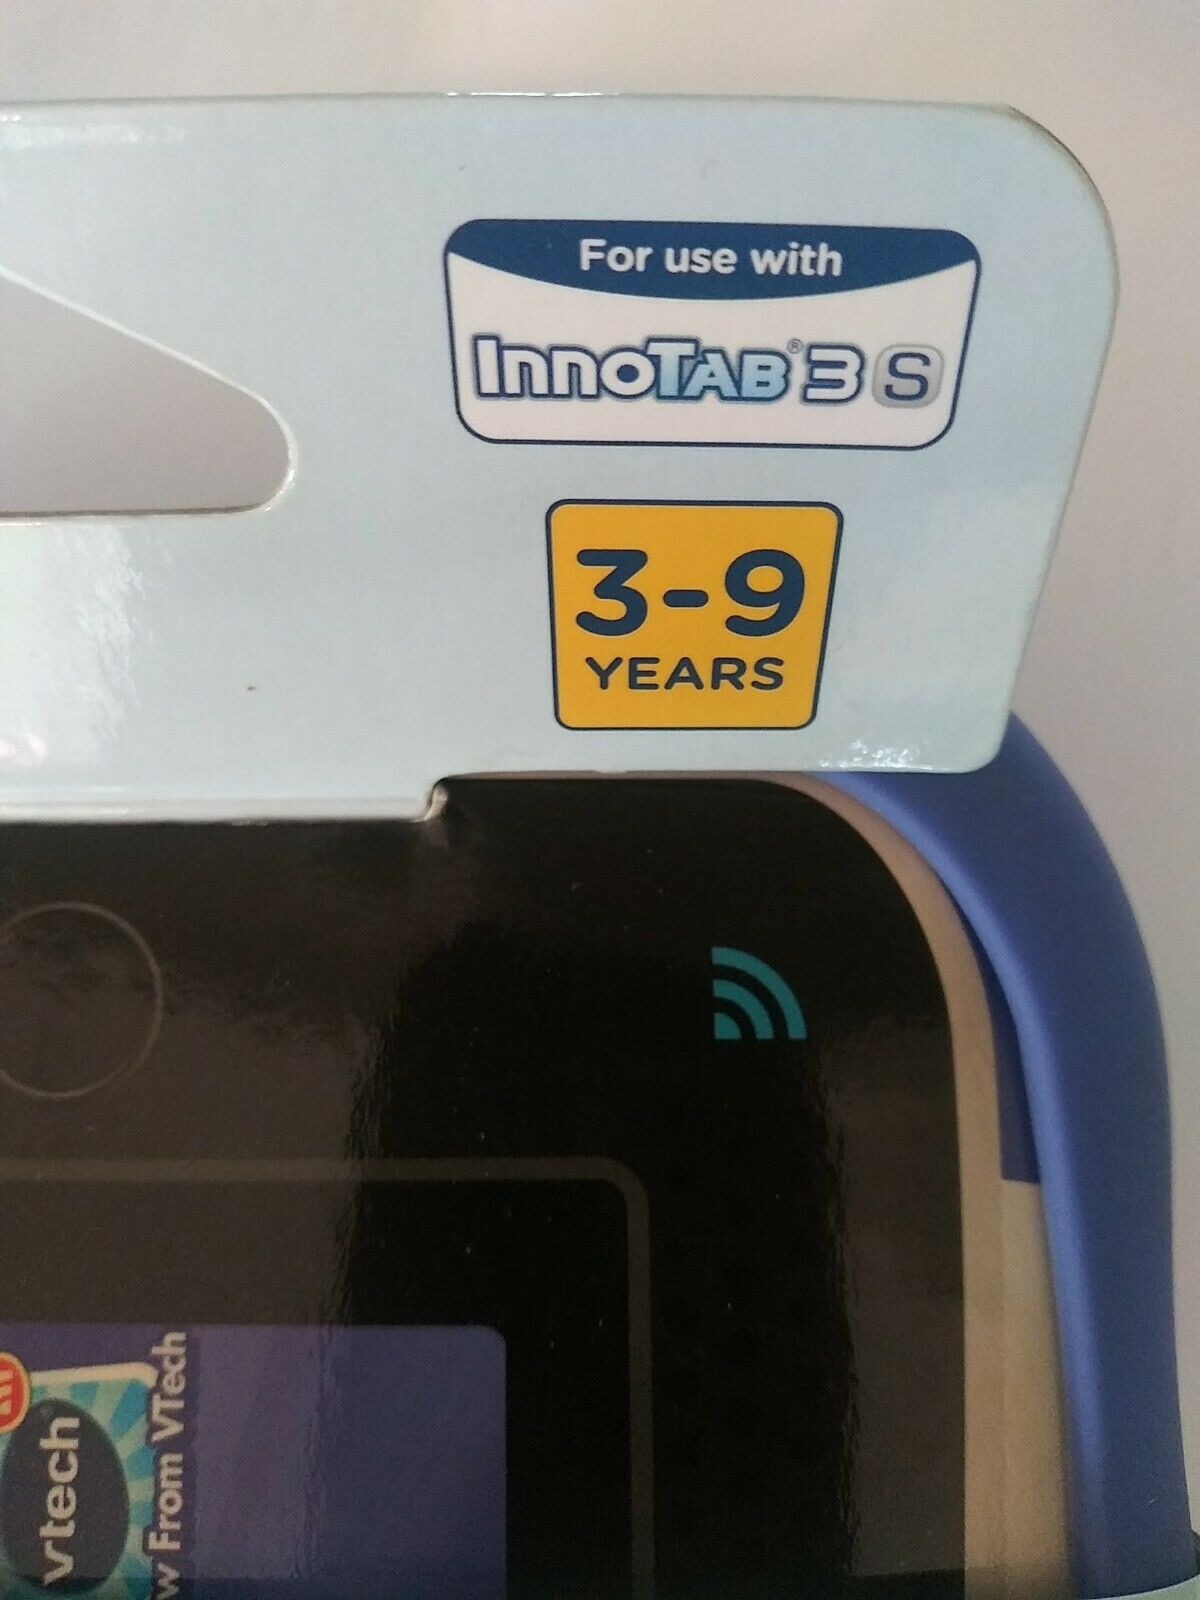 For use with
InnoTAB® 3 S
3-9
YEARS
vtech
From VTech